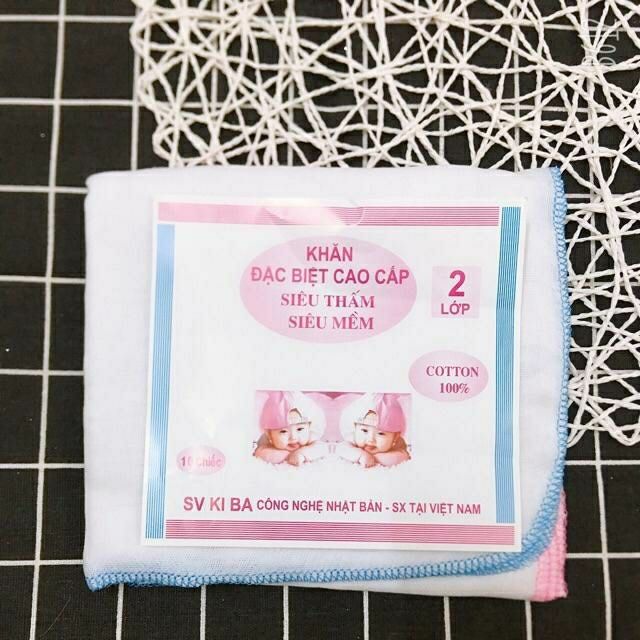 KHĂN
ĐẶC BIỆT CAO CẤP
SIÊU THẤM
SIÊU MỀM
2
LỚP
COTTON
100%
10 Chiếc
SV KI BA CÔNG NGHỆ NHẬT BẢN - SX TẠI VIỆT NAM